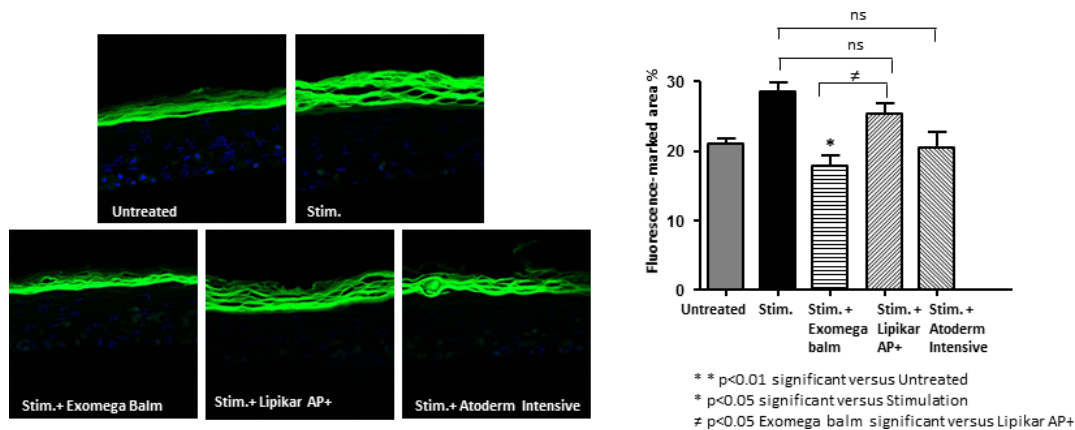 Untreated
Stim.
Stim.+ Exomega Balm
Stim.+ Lipikar AP+
Stim.+ Atoderm Intensive
ns
ns
≠
*
Fluorescence-marked area %
30
20
10
0
Untreated
Stim.
Stim. +
Exomega
balm
Stim. +
Lipikar
AP+
Stim. +
Atoderm
Intensive
* * p<0.01 significant versus Untreated
* p<0.05 significant versus Stimulation
≠ p<0.05 Exomega balm significant versus Lipikar AP+